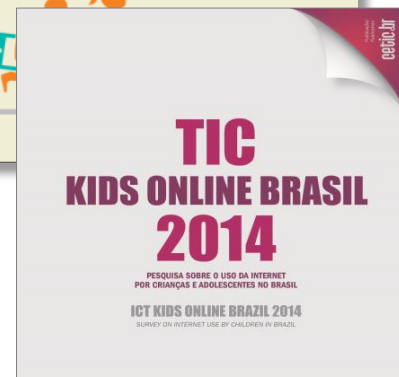 cetic.br
TIC
KIDS ONLINE BRASIL
2014
PESQUISA SOBRE O USO DA INTERNET
POR CRIANÇAS E ADOLESCENTES NO BRASIL
ICT KIDS ONLINE BRAZIL 2014
SURVEY ON INTERNET USE BY CHILDREN IN BRAZIL